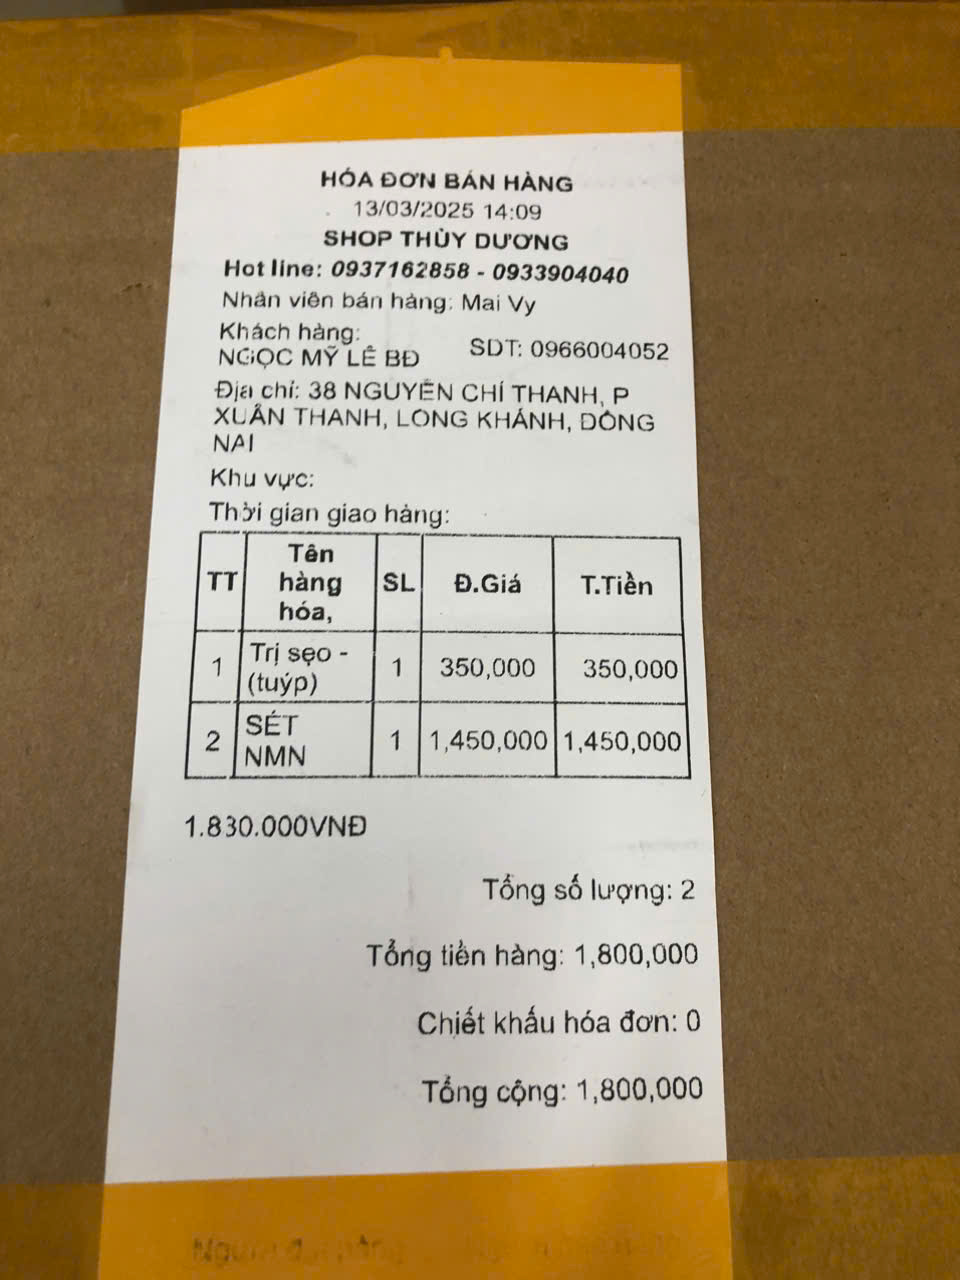 HÓA ĐƠN BÁN HÀNG
13/03/2025 14:09
SHOP THÙY DƯƠNG
Hot line: 0937162858 - 0933904040
Nhân viên bán hàng: Mai Vy
Khách hàng:
NGỌC MỸ LÊ BĐ
SDT: 0966004052
Địa chỉ: 38 NGUYỄN CHÍ THANH, P
XUÂN THANH, LONG KHÁNH, ĐỒNG
NAI
Khu vực:
Thời gian giao hàng:
TT Tên hàng hóa, SL Đ.Giá T.Tiền
1 Trị sẹo - (tuýp) 1 350,000 350,000
2 SÉT NMN 1 1,450,000 1,450,000
1.830.000VNĐ
Tổng số lượng: 2
Tổng tiền hàng: 1,800,000
Chiết khấu hóa đơn: 0
Tổng cộng: 1,800,000